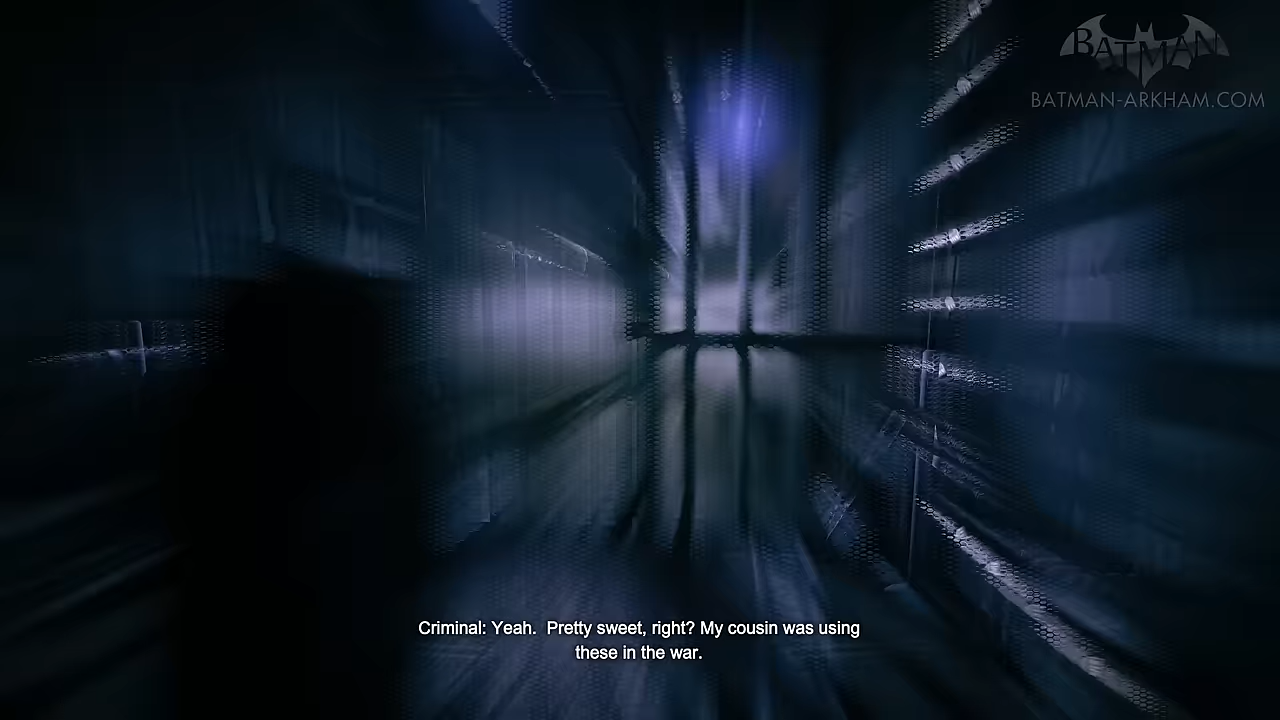 BATMAN
BATMAN-ARKHAM.COM
Criminal: Yeah.  Pretty sweet, right? My cousin was using
these in the war.